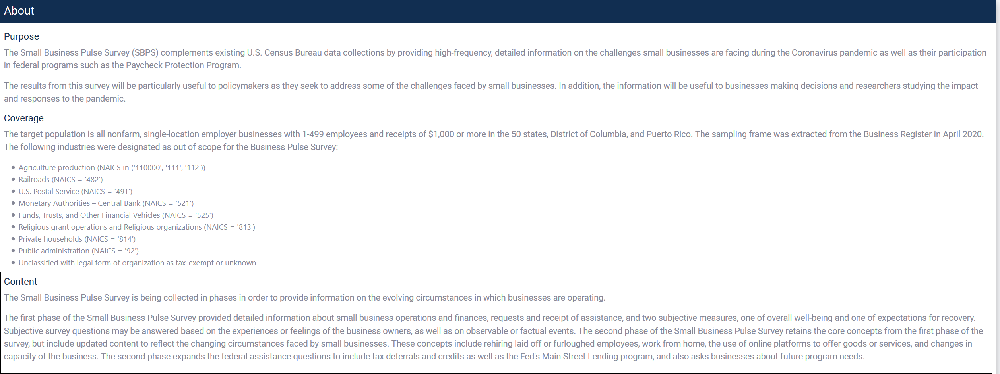 About
Purpose
The Small Business Pulse Survey (SBPS) complements existing U.S. Census Bureau data collections by providing high-frequency, detailed information on the challenges small businesses are facing during the Coronavirus pandemic as well as their participation
in federal programs such as the Paycheck Protection Program.
The results from this survey will be particularly useful to policymakers as they seek to address some of the challenges faced by small businesses. In addition, the information will be useful to businesses making decisions and researchers studying the impact
and responses to the pandemic.
Coverage
The target population is all nonfarm, single-location employer businesses with 1-499 employees and receipts of $1,000 or more in the 50 states, District of Columbia, and Puerto Rico. The sampling frame was extracted from the Business Register in April 2020.
The following industries were designated as out of scope for the Business Pulse Survey:
• Agriculture production (NAICS in ('110000', '111', '112'))
• Railroads (NAICS = '482')
• U.S. Postal Service (NAICS = '491')
• Monetary Authorities – Central Bank (NAICS = '521')
• Funds, Trusts, and Other Financial Vehicles (NAICS = '525')
• Religious grant operations and Religious organizations (NAICS = '813')
• Private households (NAICS = '814')
• Public administration (NAICS = '92')
• Unclassified with legal form of organization as tax-exempt or unknown
Content
The Small Business Pulse Survey is being collected in phases in order to provide information on the evolving circumstances in which businesses are operating.
The first phase of the Small Business Pulse Survey provided detailed information about small business operations and finances, requests and receipt of assistance, and two subjective measures, one of overall well-being and one of expectations for recovery.
Subjective survey questions may be answered based on the experiences or feelings of the business owners, as well as on observable or factual events. The second phase of the Small Business Pulse Survey retains the core concepts from the first phase of the
survey, but include updated content to reflect the changing circumstances faced by small businesses. These concepts include rehiring laid off or furloughed employees, work from home, the use of online platforms to offer goods or services, and changes in
capacity of the business. The second phase expands the federal assistance questions to include tax deferrals and credits as well as the Fed's Main Street Lending program, and also asks businesses about future program needs.